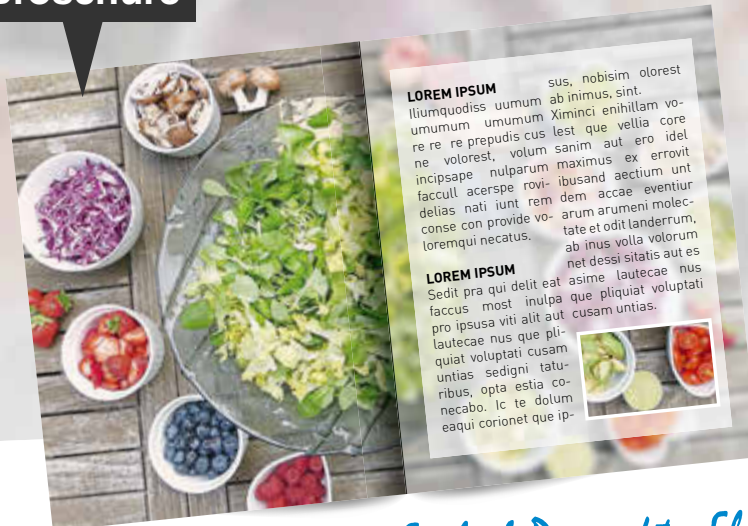 LOREM IPSUM
Iliumquodiss uumum
umumum umumum
re re re prepudis cus
ne volorest, volum
incipsape nulparum
faccull acerspe rovi-
delias nati iunt rem
conse con provide vo-
loremqui necatus.
LOREM IPSUM
Sedit pra qui delit eat
faccus most inulpa
pro ipsusa viti alit aut
lautecae nus que pli-
quiat voluptati cusam
untias sedigni tatu-
ribus, opta estia co-
necabo. Ic te dolum
eaqui corionet que ip-
sus, nobisim olorest
ab inimus, sint.
Ximinci enihillam vo-
lest que vellia core
sanim aut ero idel
maximus ex errovit
ibusand aectium unt
dem accae eventiur
arum arumeni molec-
tate et odit landerrum,
ab inus volla volorum
net dessi sitatis aut es
asime lautecae nus
que pliquiat voluptati
cusam untias.